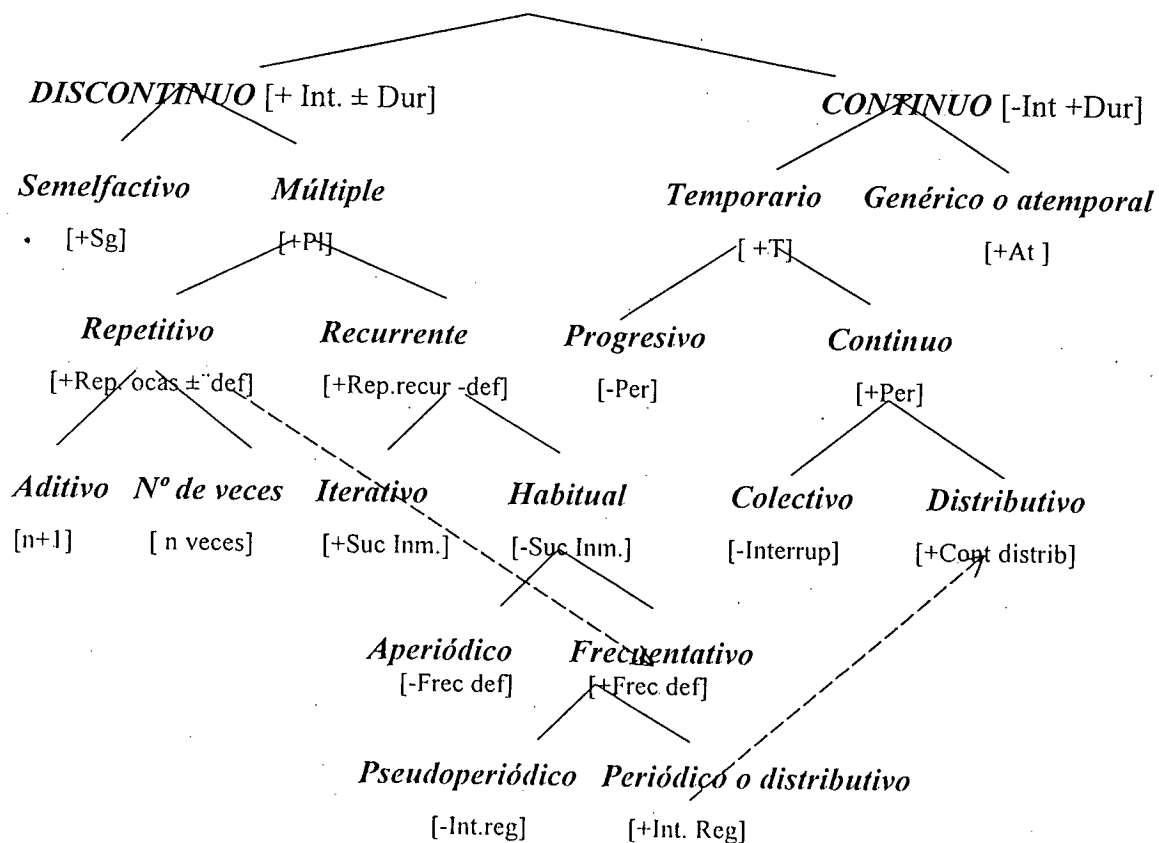 DISCONTINUO [+ Int. ± Dur] CONTINUO [-Int +Dur]
Semelfactivo Múltiple Temporario Genérico o atemporal
[+Sg] [+Pl] [ +T] [+At ]
Repetitivo Recurrente Progresivo Continuo
[+Rep. ocas ± def] [+Rep.recur -def] [-Per] [+Per]
Aditivo Nº de veces Iterativo Habitual Colectivo Distributivo
[n+1] [ n veces] [+Suc Inm.] [-Suc Inm.] [-Interrup] [+Cont distrib]
Aperiódico Frecuentativo
[-Frec def] [+Frec def]
Pseudoperiódico Periódico o distributivo
[-Int.reg] [+Int. Reg]